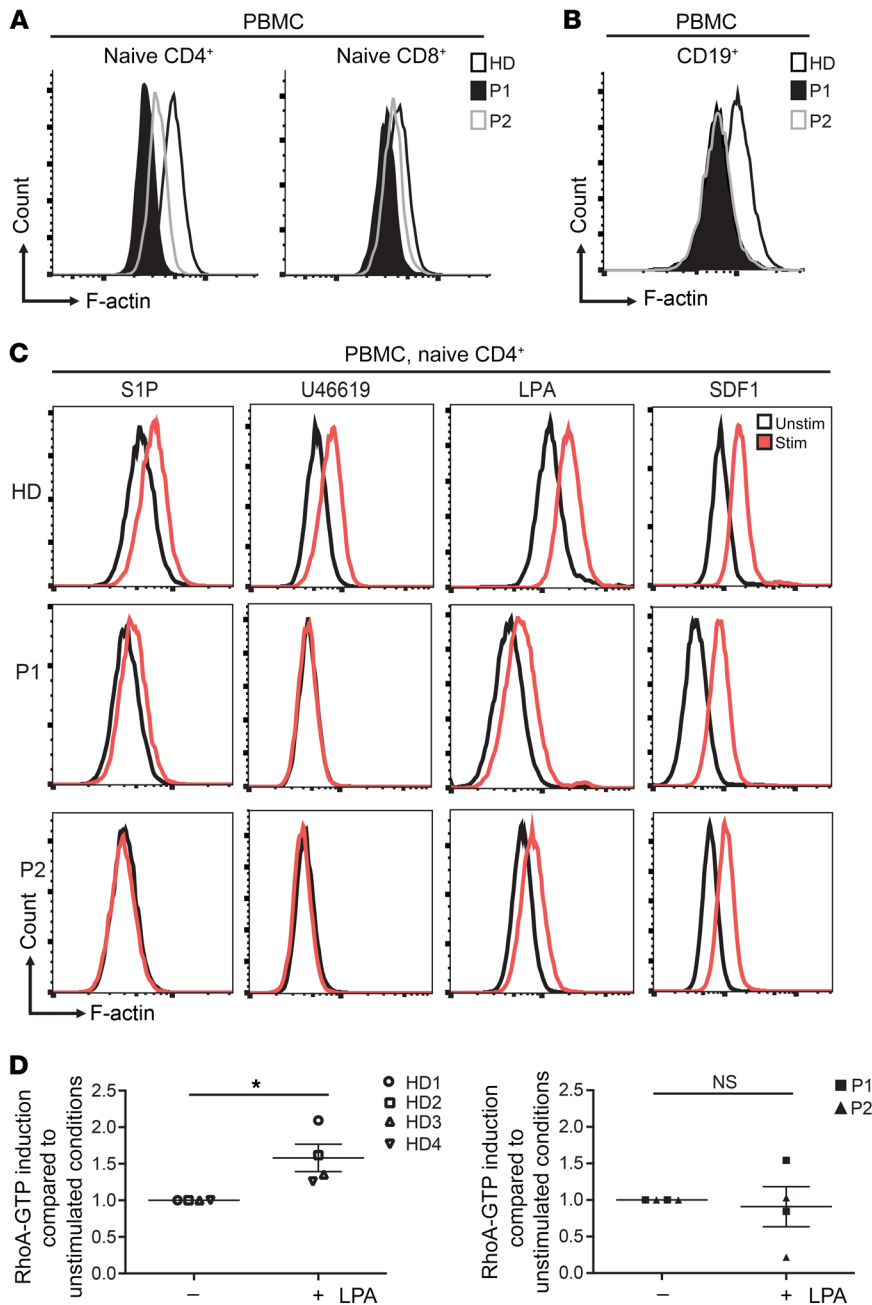 A
PBMC
Naive CD4+
Naive CD8+
HD
P1
P2
Count
F-actin
B
PBMC
CD19+
HD
P1
P2
Count
F-actin
C
PBMC, naive CD4+
S1P
U46619
LPA
SDF1
HD
Unstim
Stim
P1
P2
Count
F-actin
D
RhoA-GTP induction
compared to
unstimulated conditions
2.5
2.0
1.5
1.0
0.5
0.0
*
HD1
HD2
HD3
HD4
– + LPA
RhoA-GTP induction
compared to
unstimulated conditions
2.5
2.0
1.5
1.0
0.5
0.0
NS
P1
P2
– + LPA